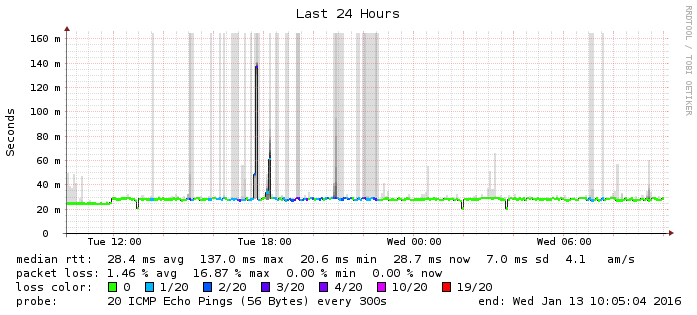 Last 24 Hours
RRDTOOL / TOBI OETIKER
Seconds
160 m
140 m
120 m
100 m
80 m
60 m
40 m
20 m
0
Tue 12:00 Tue 18:00 Wed 00:00 Wed 06:00
median rtt: 28.4 ms avg 137.0 ms max 20.6 ms min 28.7 ms now 7.0 ms sd 4.1 am/s
packet loss: 1.46 % avg 16.87 % max 0.00 % min 0.00 % now
loss color: 0 1/20 2/20 3/20 4/20 10/20 19/20
probe: 20 ICMP Echo Pings (56 Bytes) every 300s end: Wed Jan 13 10:05:04 2016